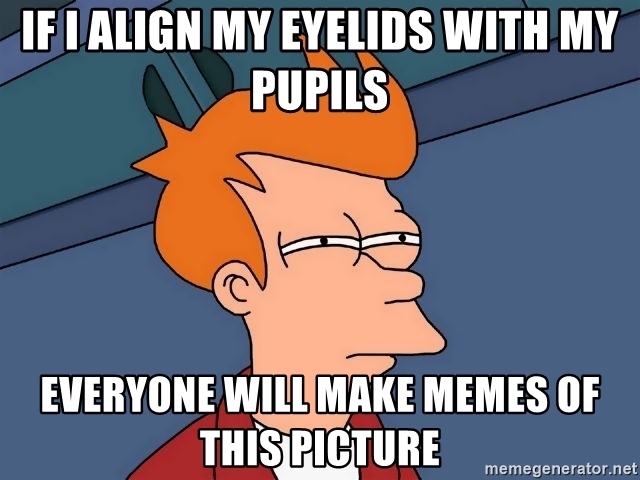 IF I ALIGN MY EYELIDS WITH MY
PUPILS
EVERYONE WILL MAKE MEMES OF
THIS PICTURE
memegenerator.net